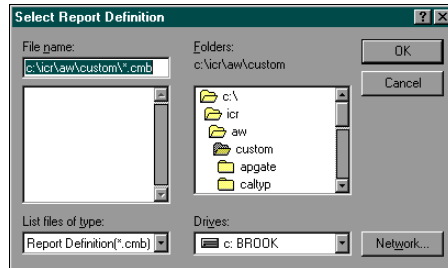 Select Report Definition
File name:
c:\icr\aw\custom\*.cmb
Folders:
c:\icr\aw\custom
OK
Cancel
c:\
icr
aw
custom
apgate
caltyp
List files of type:
Report Definition(*.cmb)
Drives:
c: BROOK
Network...